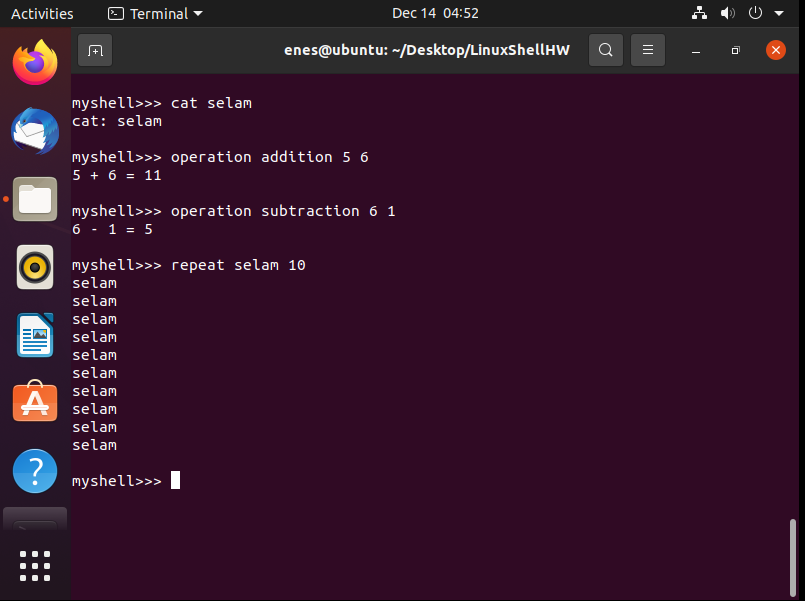 Activities
Terminal
Dec 14 04:52
enes@ubuntu: ~/Desktop/LinuxShellHW
myshell>>> cat selam
cat: selam
myshell>>> operation addition 5 6
5 + 6 = 11
myshell>>> operation subtraction 6 1
6 - 1 = 5
myshell>>> repeat selam 10
selam
selam
selam
selam
selam
selam
selam
selam
selam
selam
myshell>>>